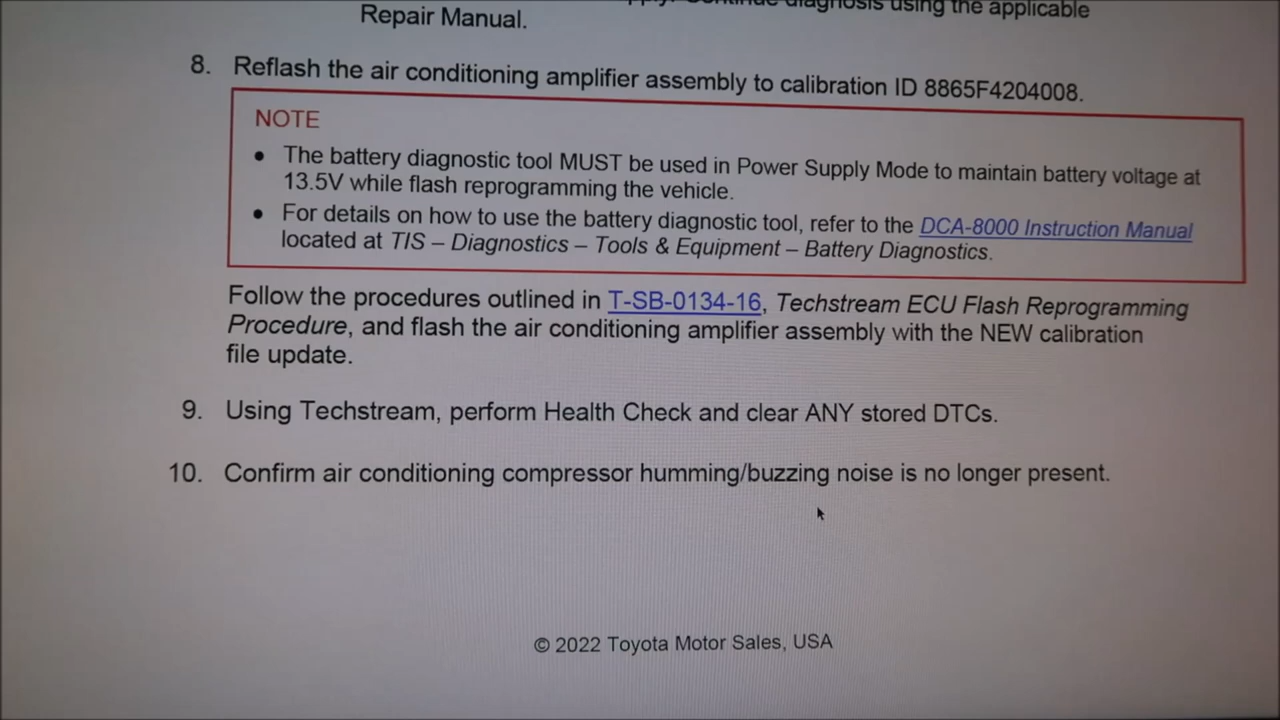 diagnosis using the applicable
Repair Manual.
8. Reflash the air conditioning amplifier assembly to calibration ID 8865F4204008.
NOTE
• The battery diagnostic tool MUST be used in Power Supply Mode to maintain battery voltage at
13.5V while flash reprogramming the vehicle.
• For details on how to use the battery diagnostic tool, refer to the DCA-8000 Instruction Manual
located at TIS – Diagnostics – Tools & Equipment – Battery Diagnostics.
Follow the procedures outlined in T-SB-0134-16, Techstream ECU Flash Reprogramming
Procedure, and flash the air conditioning amplifier assembly with the NEW calibration
file update.
9. Using Techstream, perform Health Check and clear ANY stored DTCs.
10. Confirm air conditioning compressor humming/buzzing noise is no longer present.
© 2022 Toyota Motor Sales, USA